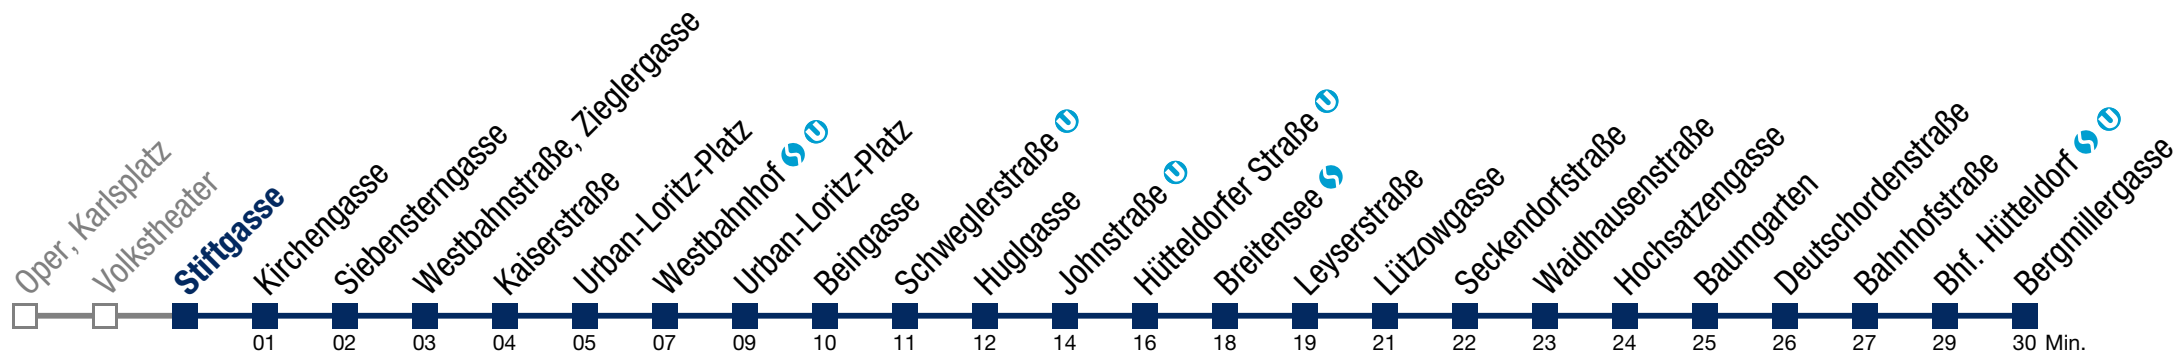 Oper, Karlsplatz
Volkstheater
Stiftgasse
Kirchengasse
Siebensterngasse
Westbahnstraße, Zieglergasse
Kaiserstraße
Urban-Loritz-Platz
Westbahnhof S U
Urban-Loritz-Platz
Beingasse
Schweglerstraße U
Huglgasse
Johnstraße U
Hütteldorfer Straße U
Breitensee S
Leyserstraße
Lützowgasse
Seckendorfstraße
Waidhausenstraße
Hochsatzengasse
Baumgarten
Deutschordenstraße
Bahnhofstraße
Bhf. Hütteldorf S U
Bergmillergasse
01 02 03 04 05 07 09 10 11 12 14 16 18 19 21 22 23 24 25 26 27 29 30 Min.